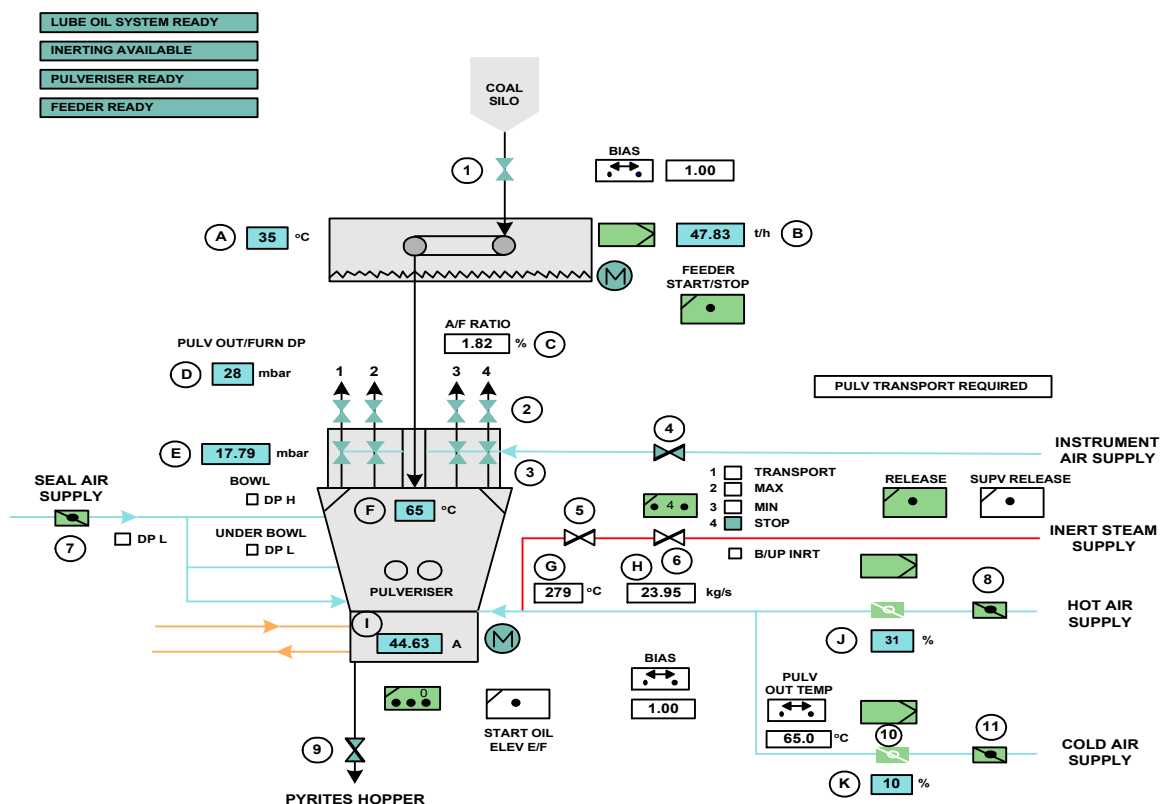 LUBE OIL SYSTEM READY
INERTING AVAILABLE
PULVERISER READY
FEEDER READY
COAL
SILO
1
BIAS
1.00
A
35
oC
47.83
t/h
B
M
FEEDER
START/STOP
A/F RATIO
1.82
%
C
PULV OUT/FURN DP
D
28
mbar
1
2
3
4
2
PULV TRANSPORT REQUIRED
E
17.79
mbar
3
4
INSTRUMENT
AIR SUPPLY
SEAL AIR
SUPPLY
7
DP L
BOWL
DP H
UNDER BOWL
DP L
F
65
oC
PULVERISER
5
6
4
1 TRANSPORT
2 MAX
3 MIN
4 STOP
B/UP INRT
RELEASE
SUPV RELEASE
INERT STEAM
SUPPLY
G
279
oC
H
23.95
kg/s
8
HOT AIR
SUPPLY
I
44.63
A
M
J
31
%
BIAS
1.00
PULV
OUT TEMP
65.0
oC
0
START OIL
ELEV E/F
9
PYRITES HOPPER
10
11
COLD AIR
SUPPLY
K
10
%